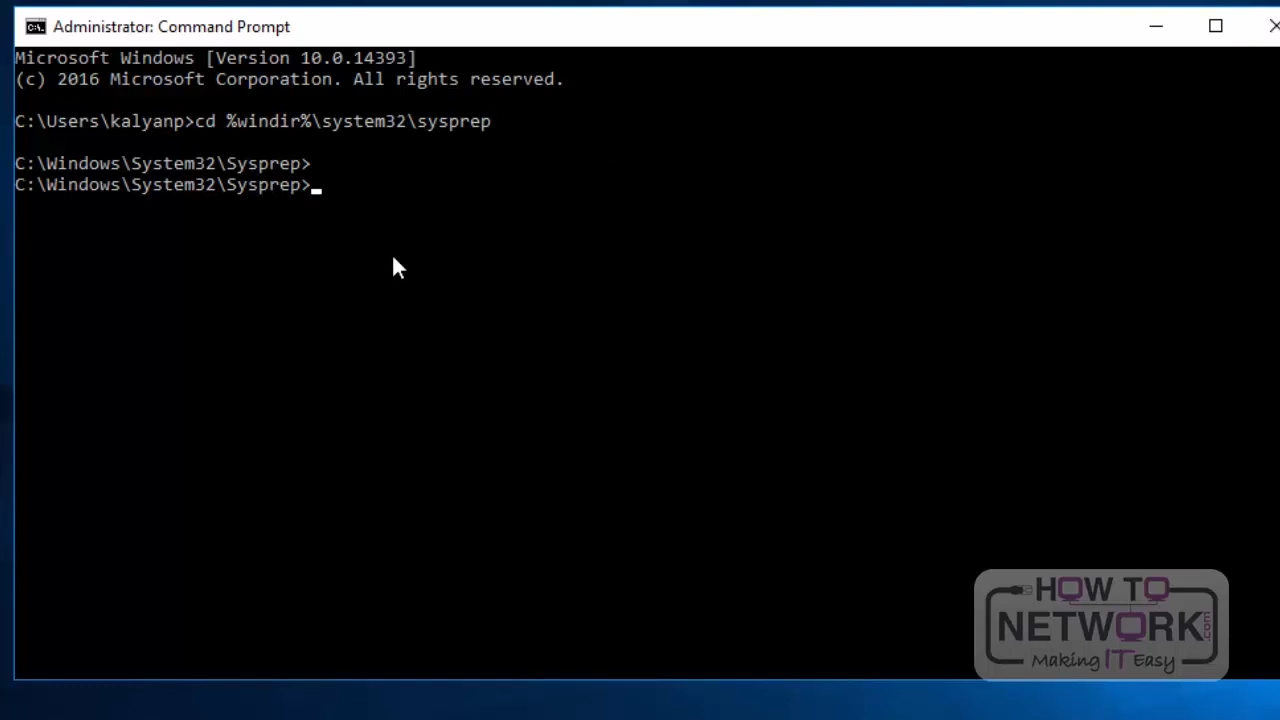 Administrator: Command Prompt
Microsoft Windows [Version 10.0.14393]
(c) 2016 Microsoft Corporation. All rights reserved.
C:\Users\kalyanp>cd %windir%\system32\sysprep
C:\Windows\System32\Sysprep>
C:\Windows\System32\Sysprep>
HOW TO
NETWORK.com
Making IT Easy